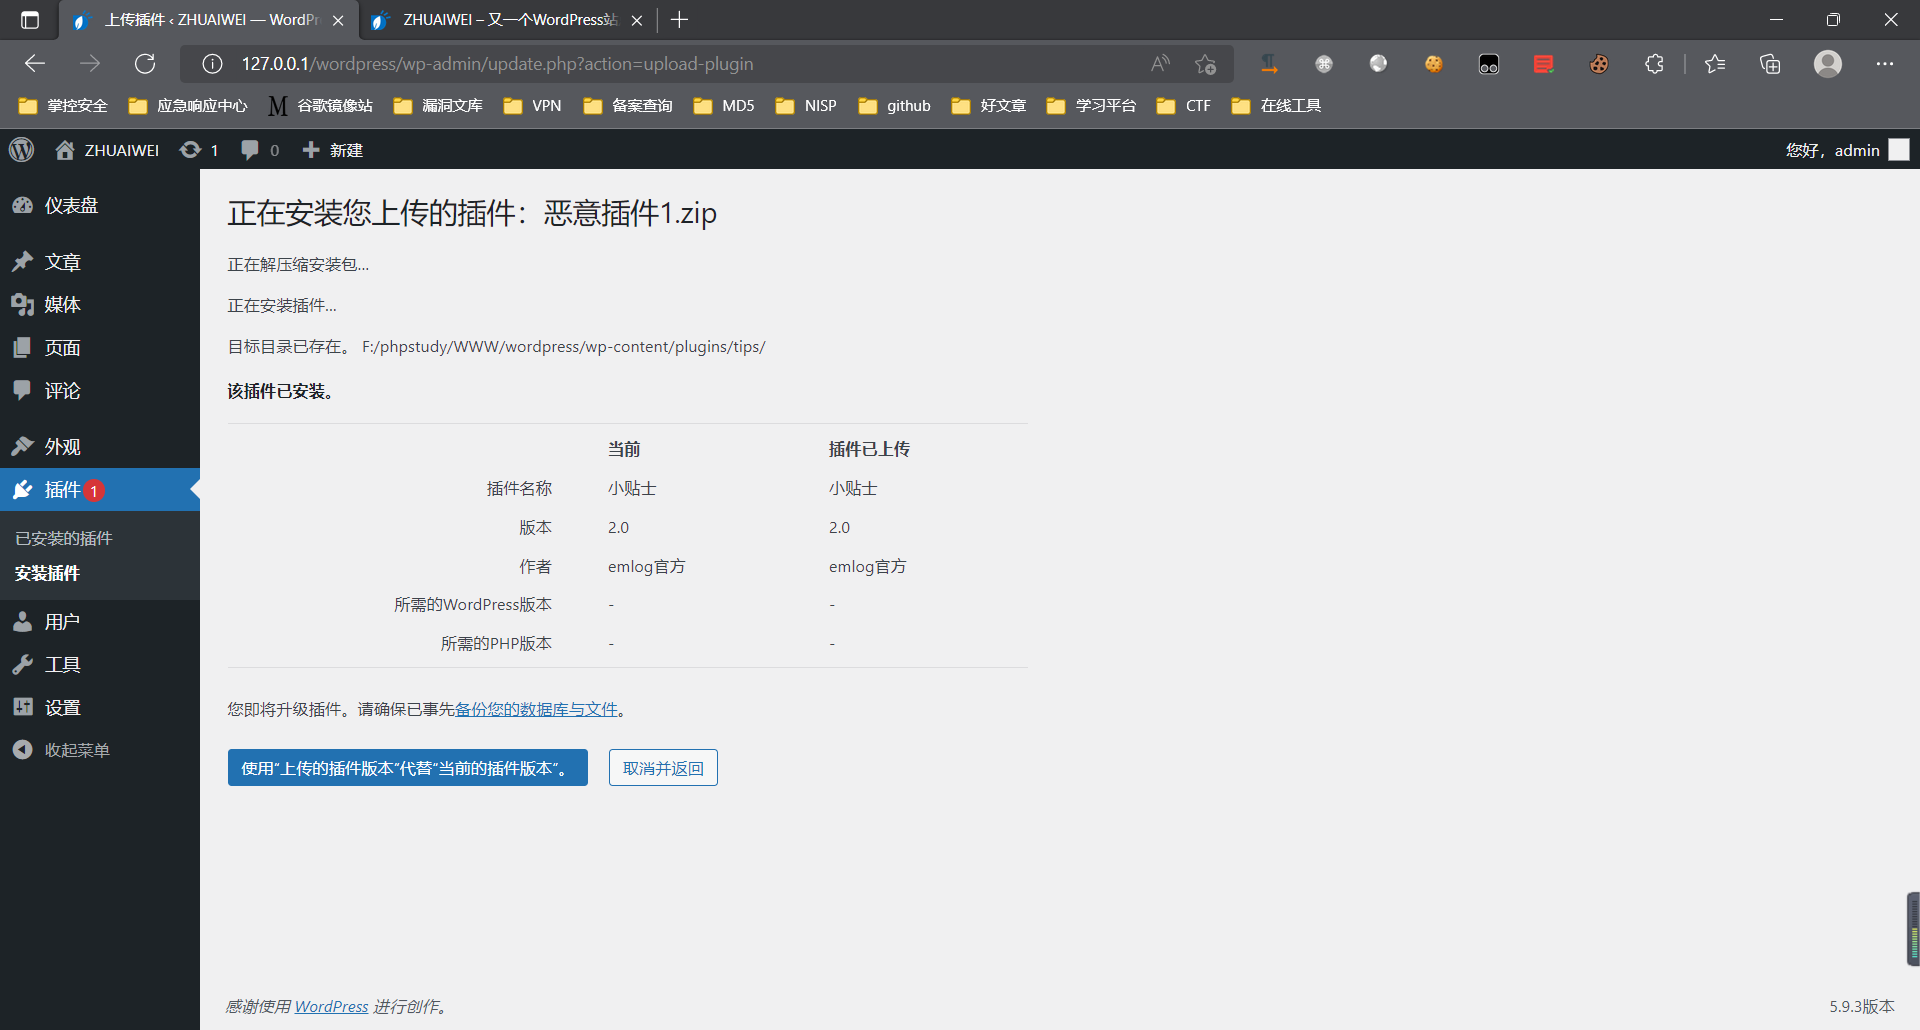 上传插件 ‹ ZHUAIWEI — WordPr
ZHUAIWEI – 又一个WordPress站
127.0.0.1/wordpress/wp-admin/update.php?action=upload-plugin
掌控安全 应急响应中心 M 谷歌镜像站 漏洞文库 VPN 备案查询 MD5 NISP github 好文章 学习平台 CTF 在线工具
ZHUAIWEI 1 0 新建 您好，admin
仪表盘
文章
媒体
页面
评论
外观
插件 1
已安装的插件
安装插件
用户
工具
设置
收起菜单
正在安装您上传的插件：恶意插件1.zip
正在解压缩安装包…
正在安装插件…
目标目录已存在。 F:/phpstudy/WWW/wordpress/wp-content/plugins/tips/
该插件已安装。
当前 插件已上传
插件名称 小贴士 小贴士
版本 2.0 2.0
作者 emlog官方 emlog官方
所需的WordPress版本 - -
所需的PHP版本 - -
您即将升级插件。请确保已事先备份您的数据库与文件。
使用“上传的插件版本”代替“当前的插件版本”。 取消并返回
感谢使用 WordPress 进行创作。
5.9.3版本